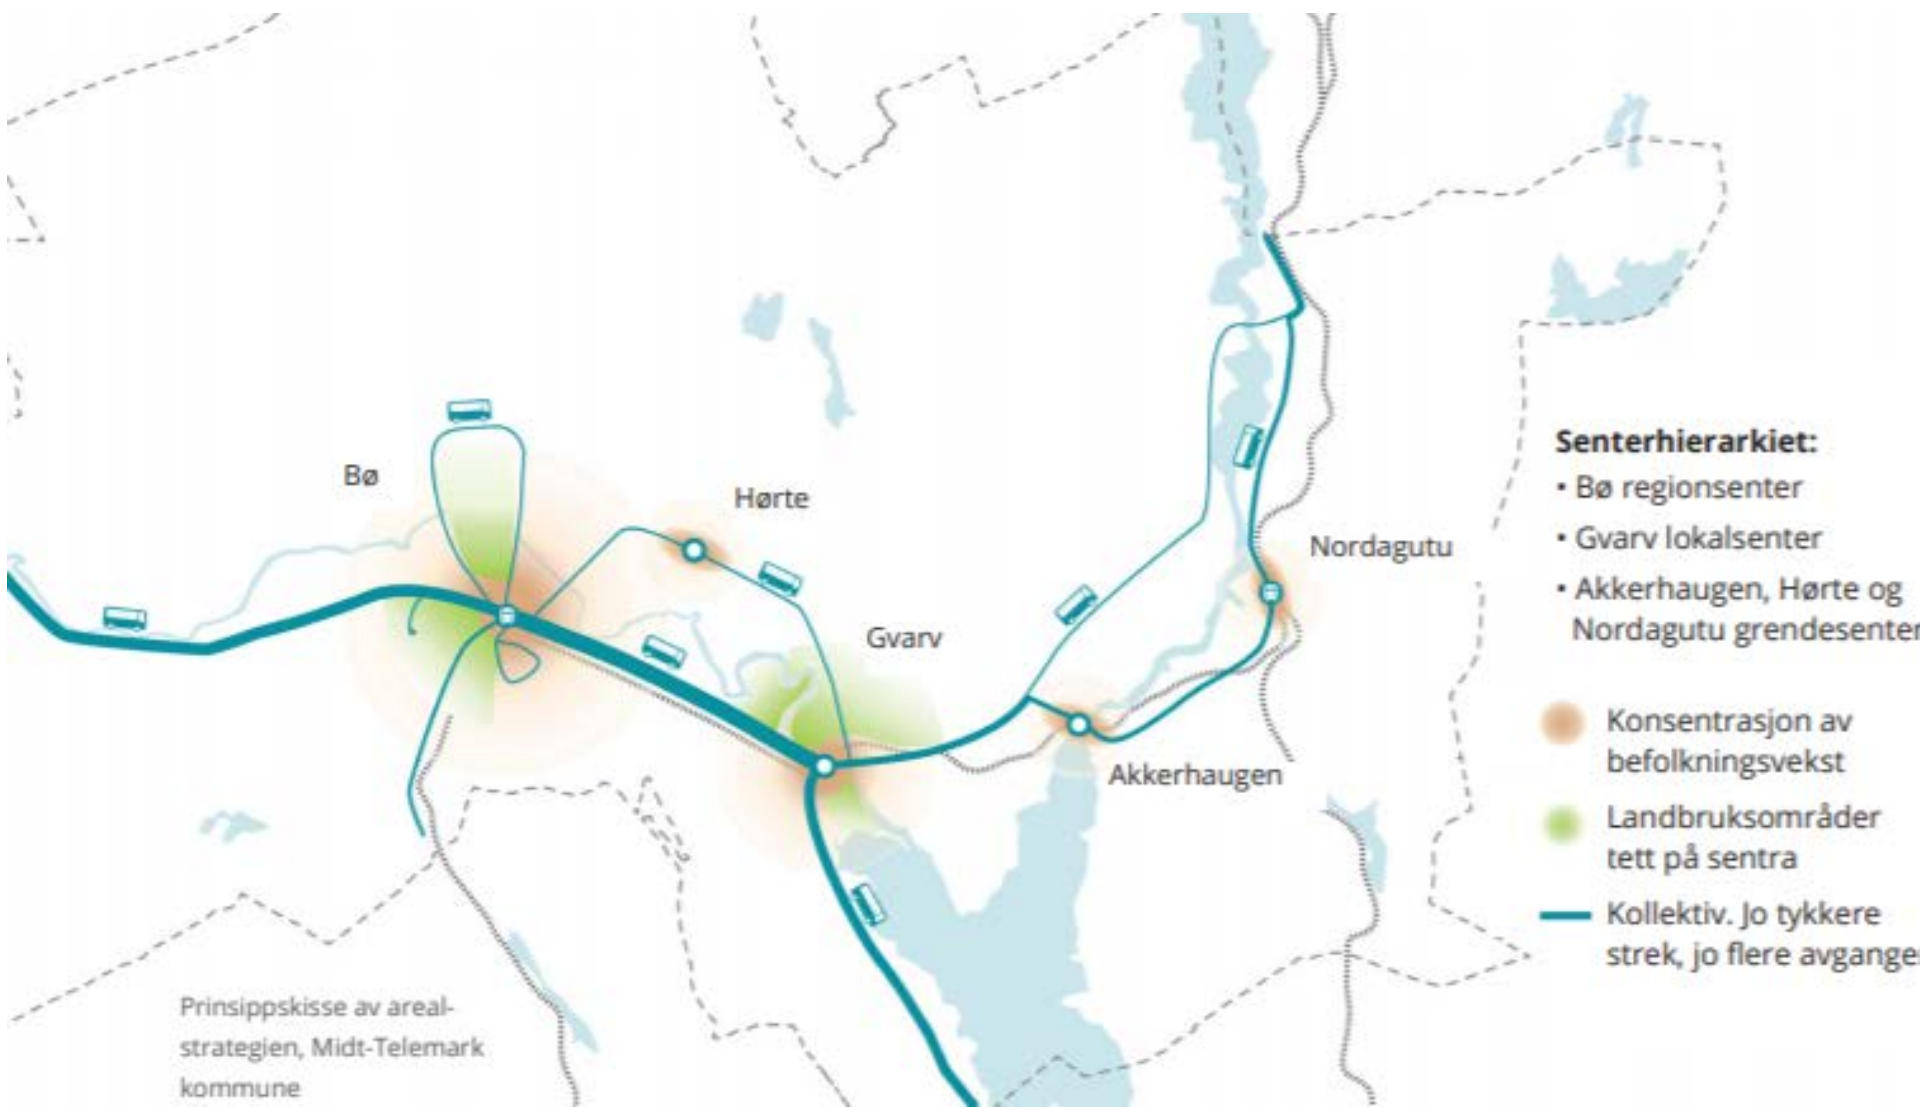 Bø
Hørte
Gvarv
Nordagutu
Akkerhaugen
Senterhierarkiet:
• Bø regionsenter
• Gvarv lokalsenter
• Akkerhaugen, Hørte og
Nordagutu grendesenter
Konsentrasjon av
befolkningsvekst
Landbruksområder
tett på sentra
Kollektiv. Jo tykkere
strek, jo flere avganger
Prinsippskisse av areal-
strategien, Midt-Telemark
kommune